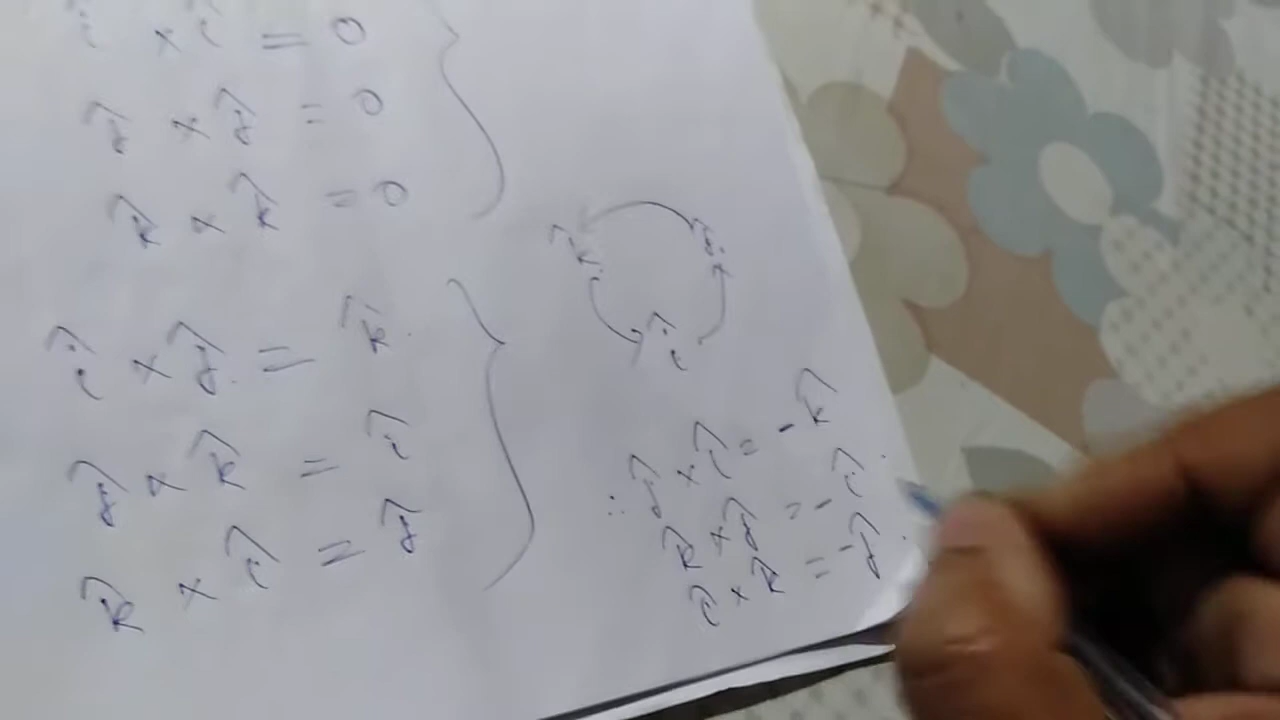 î × î = 0
ĵ × ĵ = 0
k̂ × k̂ = 0
î × ĵ = k̂
ĵ × k̂ = î
k̂ × î = ĵ
k̂ ĵ
î
∴ ĵ × î = - k̂
k̂ × ĵ = - î
î × k̂ = - ĵ